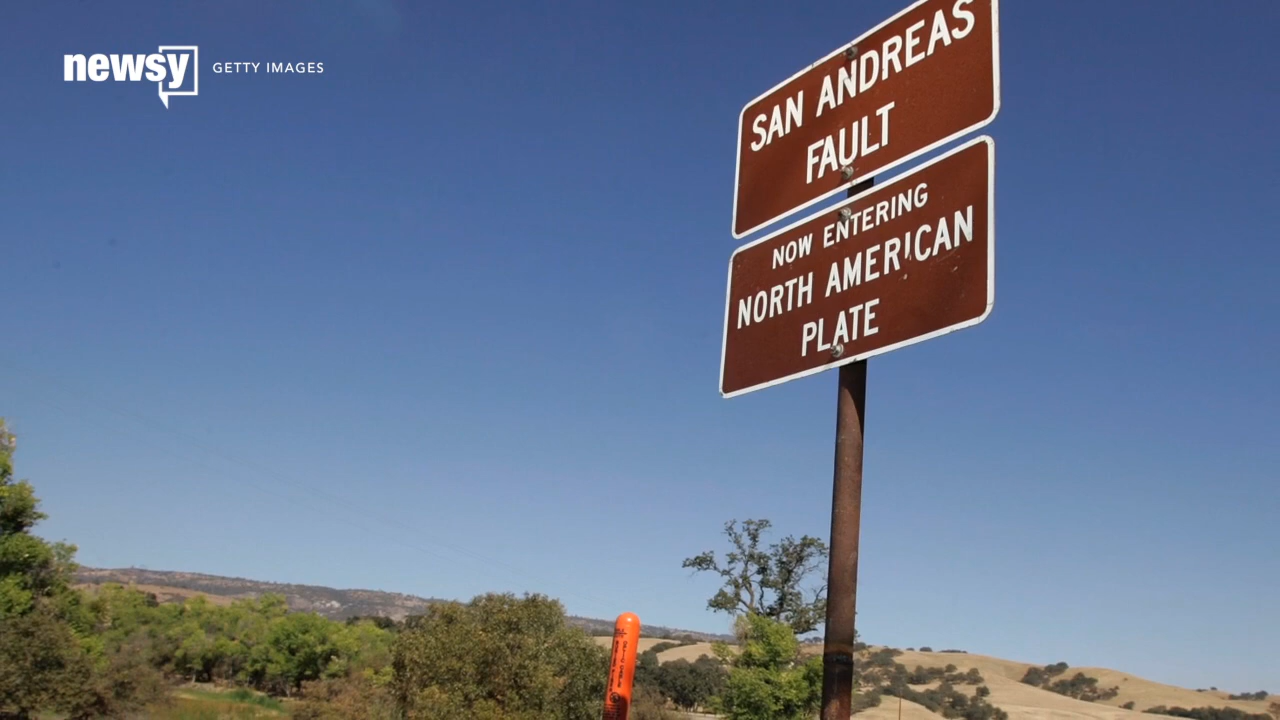 newsy
GETTY IMAGES
SAN ANDREAS
FAULT
NOW ENTERING
NORTH AMERICAN
PLATE